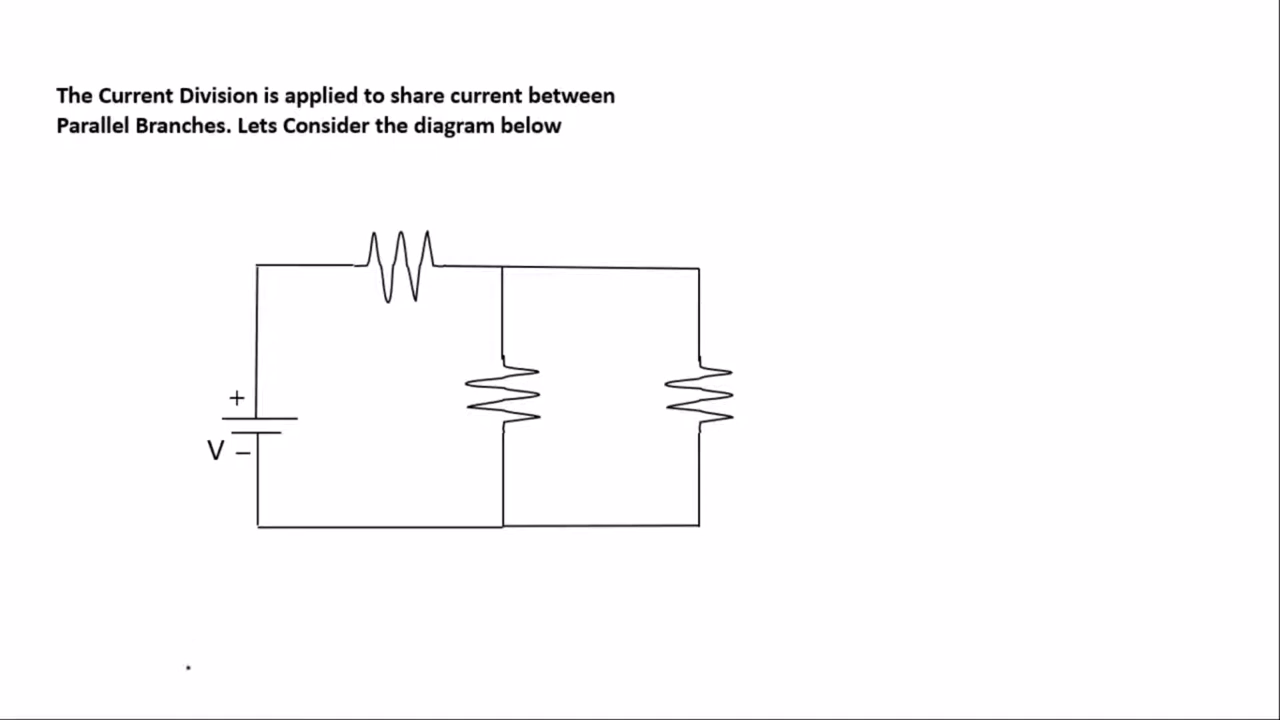 The Current Division is applied to share current between
Parallel Branches. Lets Consider the diagram below
+
V −